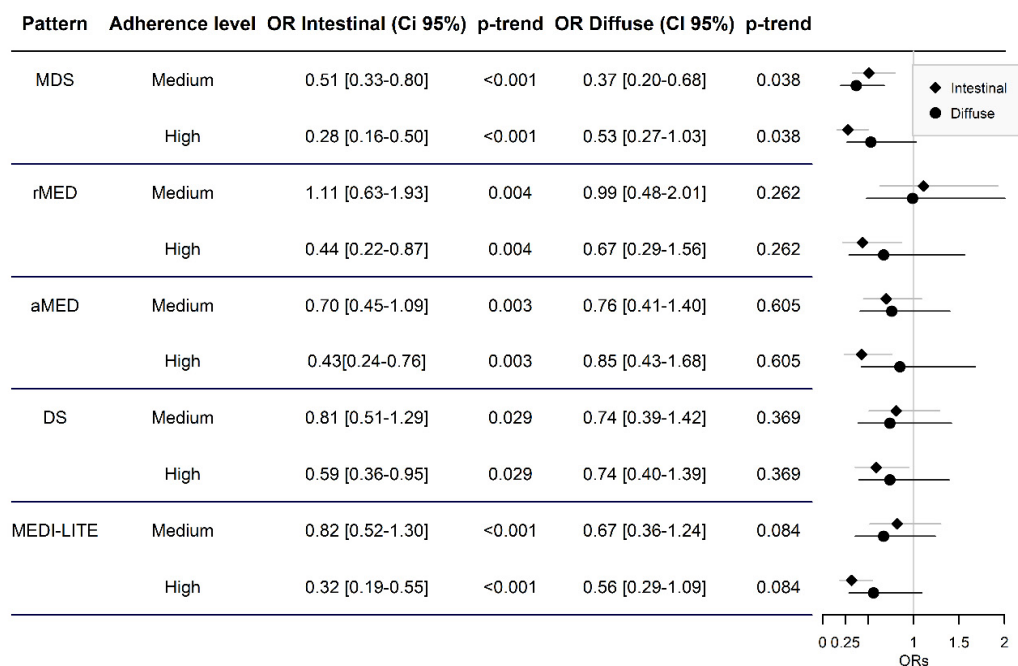 Pattern Adherence level OR Intestinal (Ci 95%) p-trend OR Diffuse (CI 95%) p-trend
MDS Medium 0.51 [0.33-0.80] <0.001 0.37 [0.20-0.68] 0.038
High 0.28 [0.16-0.50] <0.001 0.53 [0.27-1.03] 0.038
rMED Medium 1.11 [0.63-1.93] 0.004 0.99 [0.48-2.01] 0.262
High 0.44 [0.22-0.87] 0.004 0.67 [0.29-1.56] 0.262
aMED Medium 0.70 [0.45-1.09] 0.003 0.76 [0.41-1.40] 0.605
High 0.43[0.24-0.76] 0.003 0.85 [0.43-1.68] 0.605
DS Medium 0.81 [0.51-1.29] 0.029 0.74 [0.39-1.42] 0.369
High 0.59 [0.36-0.95] 0.029 0.74 [0.40-1.39] 0.369
MEDI-LITE Medium 0.82 [0.52-1.30] <0.001 0.67 [0.36-1.24] 0.084
High 0.32 [0.19-0.55] <0.001 0.56 [0.29-1.09] 0.084
Intestinal
Diffuse
0 0.25 1 1.5 2
ORs